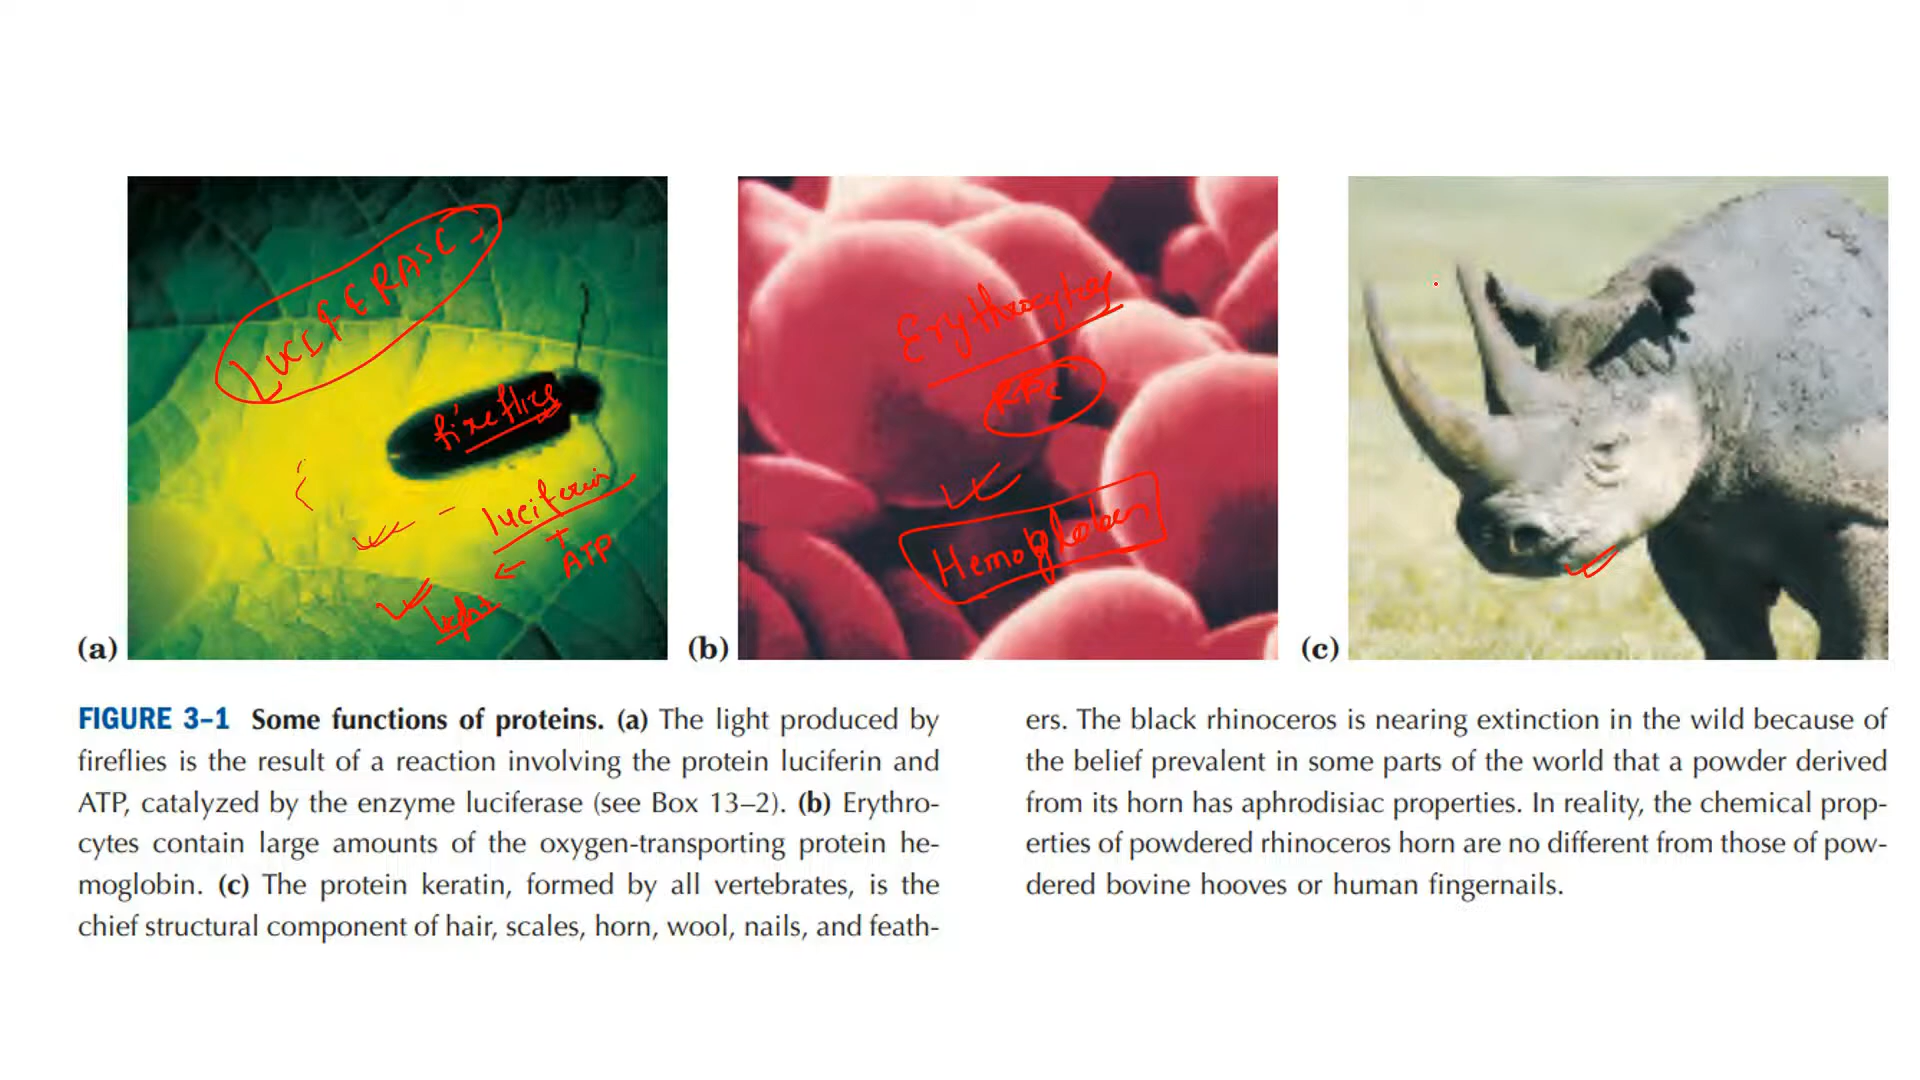 LUCIFERASE
fireflies
luciferin
+
ATP
light
Erythrocytes
RBC
Hemoglobin
(a)
(b)
(c)
FIGURE 3–1 Some functions of proteins. (a) The light produced by
fireflies is the result of a reaction involving the protein luciferin and
ATP, catalyzed by the enzyme luciferase (see Box 13–2). (b) Erythro-
cytes contain large amounts of the oxygen-transporting protein he-
moglobin. (c) The protein keratin, formed by all vertebrates, is the
chief structural component of hair, scales, horn, wool, nails, and feath-
ers. The black rhinoceros is nearing extinction in the wild because of
the belief prevalent in some parts of the world that a powder derived
from its horn has aphrodisiac properties. In reality, the chemical prop-
erties of powdered rhinoceros horn are no different from those of pow-
dered bovine hooves or human fingernails.